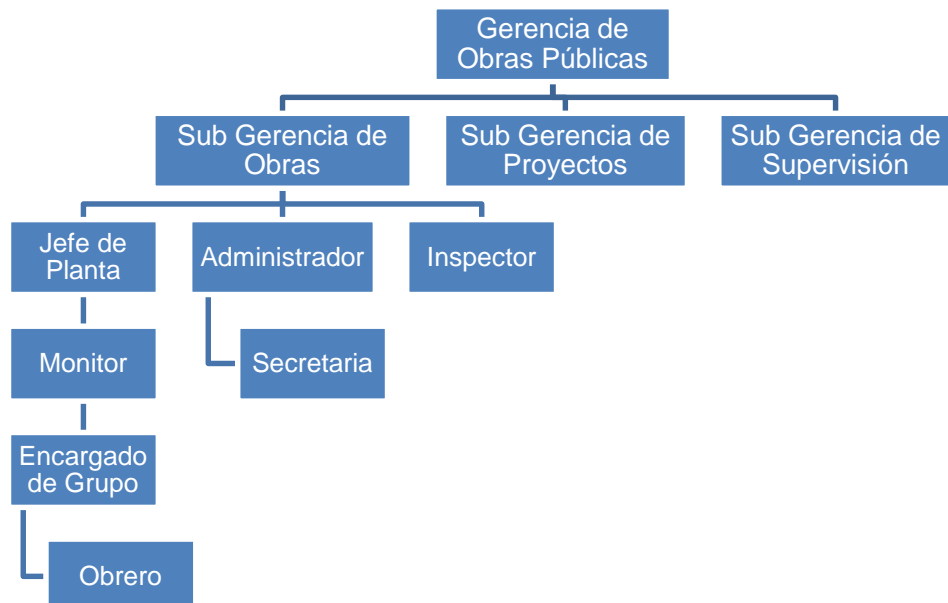 Gerencia de
Obras Públicas
Sub Gerencia de
Obras
Sub Gerencia de
Proyectos
Sub Gerencia de
Supervisión
Jefe de
Planta
Administrador
Inspector
Monitor
Secretaria
Encargado
de Grupo
Obrero